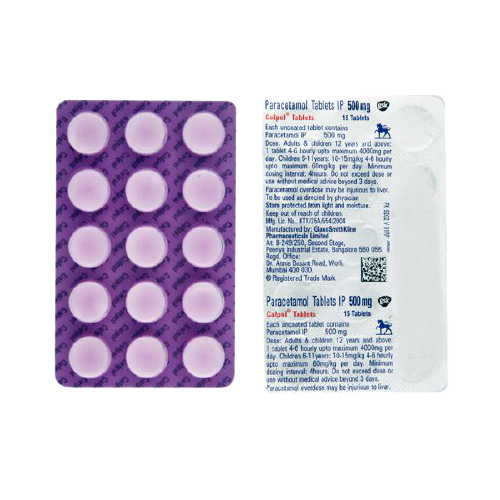 Paracetamol Tablets IP 500 mg
gsk
Calpol® Tablets
15 Tablets
Each uncoated tablet contains
Paracetamol IP 500 mg
Dose: Adults & children 12 years and above:
1 tablet 4-6 hourly upto maximum 4000mg per
day. Children 6-11 years: 10-15mg/kg 4-6 hourly
upto maximum 60mg/kg per day. Minimum
dosing interval: 4hours. Do not exceed dose or
use without medical advice beyond 3 days.
Paracetamol overdose may be injurious to liver.
To be used as directed by physician
Store protected from light and moisture.
Keep out of reach of children.
Mfg. Lic. No.
Manufactured by: GlaxoSmithKline
Pharmaceuticals Limited
At: B-249/250, Second Stage,
Peenya Industrial Estate, Bangalore 560 058
Regd. Office:
Dr. Annie Besant Road, Worli,
Mumbai 400 030.
® Registered Trade Mark
Paracetamol Tablets IP 500 mg
gsk
Calpol® Tablets
15 Tablets
Each uncoated tablet contains
Paracetamol IP 500 mg
Dose: Adults & children 12 years and above:
1 tablet 4-6 hourly upto maximum 4000mg per
day. Children 6-11 years: 10-15mg/kg 4-6 hourly
upto maximum 60mg/kg per day. Minimum
dosing interval: 4hours. Do not exceed dose or
use without medical advice beyond 3 days.
Paracetamol overdose may be injurious to liver.